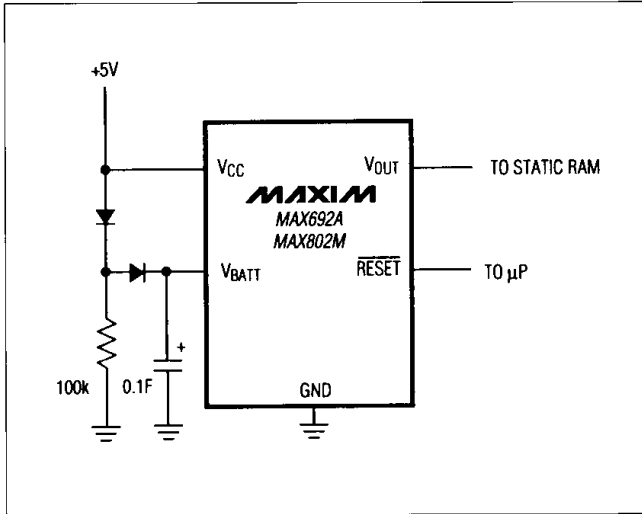 +5V
VCC
VOUT
TO STATIC RAM
MAXIM
MAX692A
MAX802M
VBATT
RESET
TO µP
+
100k
0.1F
GND